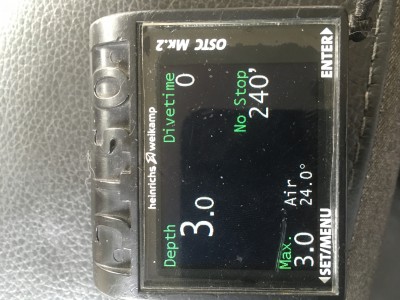 heinrichs weikamp
OSTC Mk.2
Depth Divetime
3.0 0
No Stop
240'
Max. Air
3.0 24.0°
◀SET/MENU ENTER▶